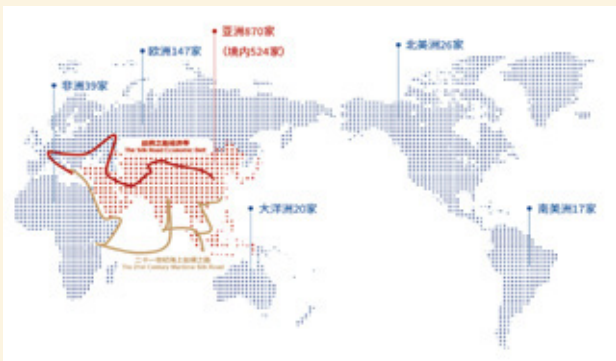 亚洲870家
(境内524家)
欧洲147家
北美洲26家
非洲39家
丝绸之路经济带
The Silk Road Economic Belt
大洋洲20家
南美洲17家
二十一世纪海上丝绸之路
The 21st Century Maritime Silk Road